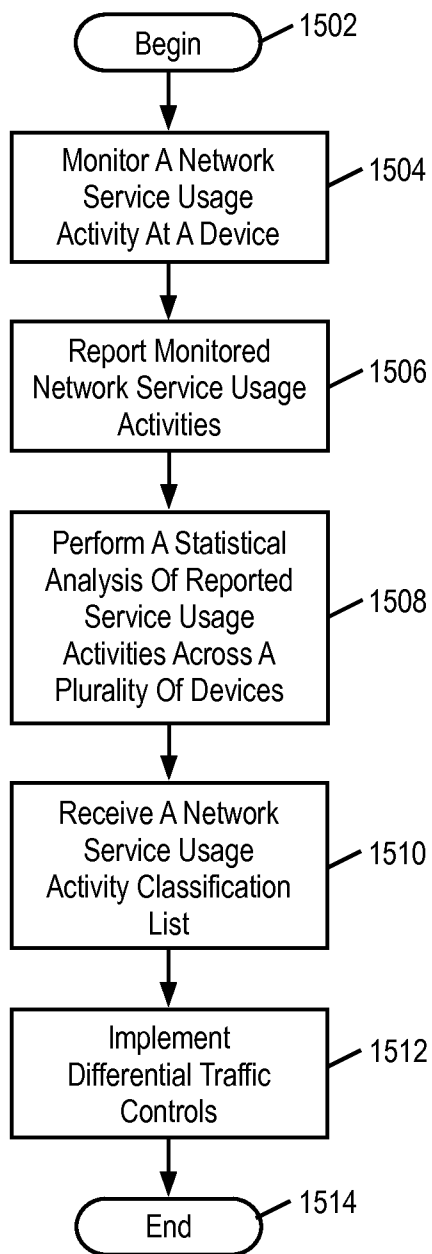 Begin
1502
Monitor A Network
Service Usage
Activity At A Device
1504
Report Monitored
Network Service Usage
Activities
1506
Perform A Statistical
Analysis Of Reported
Service Usage
Activities Across A
Plurality Of Devices
1508
Receive A Network
Service Usage
Activity Classification
List
1510
Implement
Differential Traffic
Controls
1512
End
1514